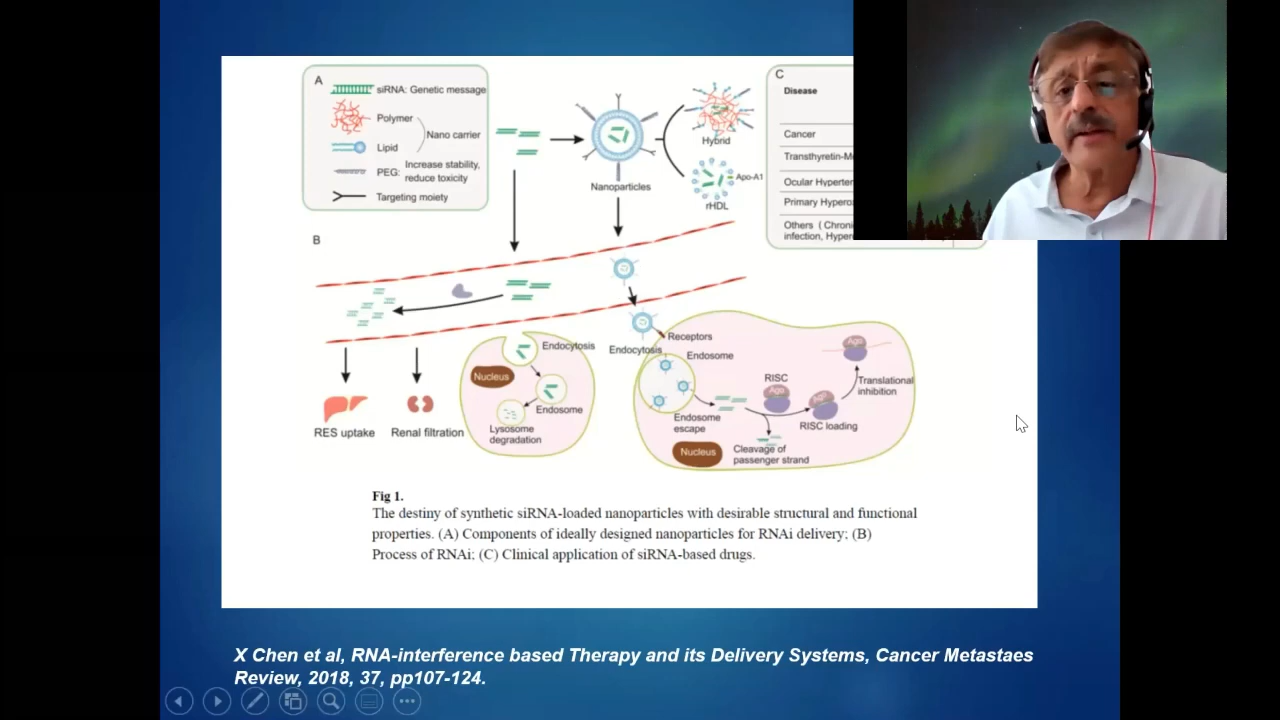 A
siRNA: Genetic message
Polymer
Nano carrier
Lipid
PEG:
Increase stability,
reduce toxicity
Targeting moiety
Nanoparticles
Hybrid
Apo-A1
rHDL
C
Disease
Cancer
Ocular
Primary
Others ( 
infection,
B
RES uptake
Renal filtration
Nucleus
Endocytosis
Endosome
Lysosome
degradation
Receptors
Endocytosis
Endosome
Endosome
escape
Nucleus
RISC
Ago
Cleavage of
passenger strand
Ago
RISC loading
Ago
Translational
inhibition
Fig 1.
The destiny of synthetic siRNA-loaded nanoparticles with desirable structural and functional
properties. (A) Components of ideally designed nanoparticles for RNAi delivery; (B)
Process of RNAi; (C) Clinical application of siRNA-based drugs.
X Chen et al, RNA-interference based Therapy and its Delivery Systems, Cancer Metastaes
Review, 2018, 37, pp107-124.